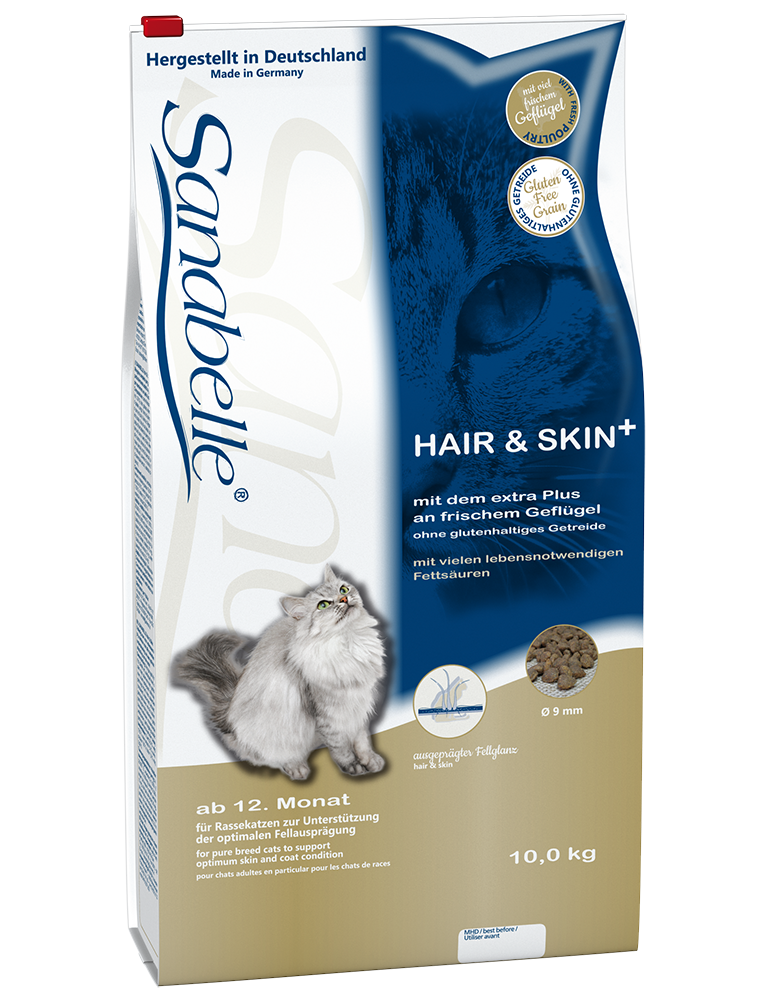 Hergestellt in Deutschland
Made in Germany
Sanabelle®
Sana
mit viel
frischem
Geflügel
WITH FRESH POULTRY
OHNE GLUTENHALTIGES GETREIDE
Gluten
Free
Grain
HAIR & SKIN+
mit dem extra Plus
an frischem Geflügel
ohne glutenhaltiges Getreide
mit vielen lebensnotwendigen
Fettsäuren
Ø 9 mm
ausgeprägter Fellglanz
hair & skin
ab 12. Monat
für Rassekatzen zur Unterstützung
der optimalen Fellausprägung
for pure breed cats to support
optimum skin and coat condition
pour chats adultes en particular pour les chats de races
10,0 kg
MHD / best before /
Utiliser avant